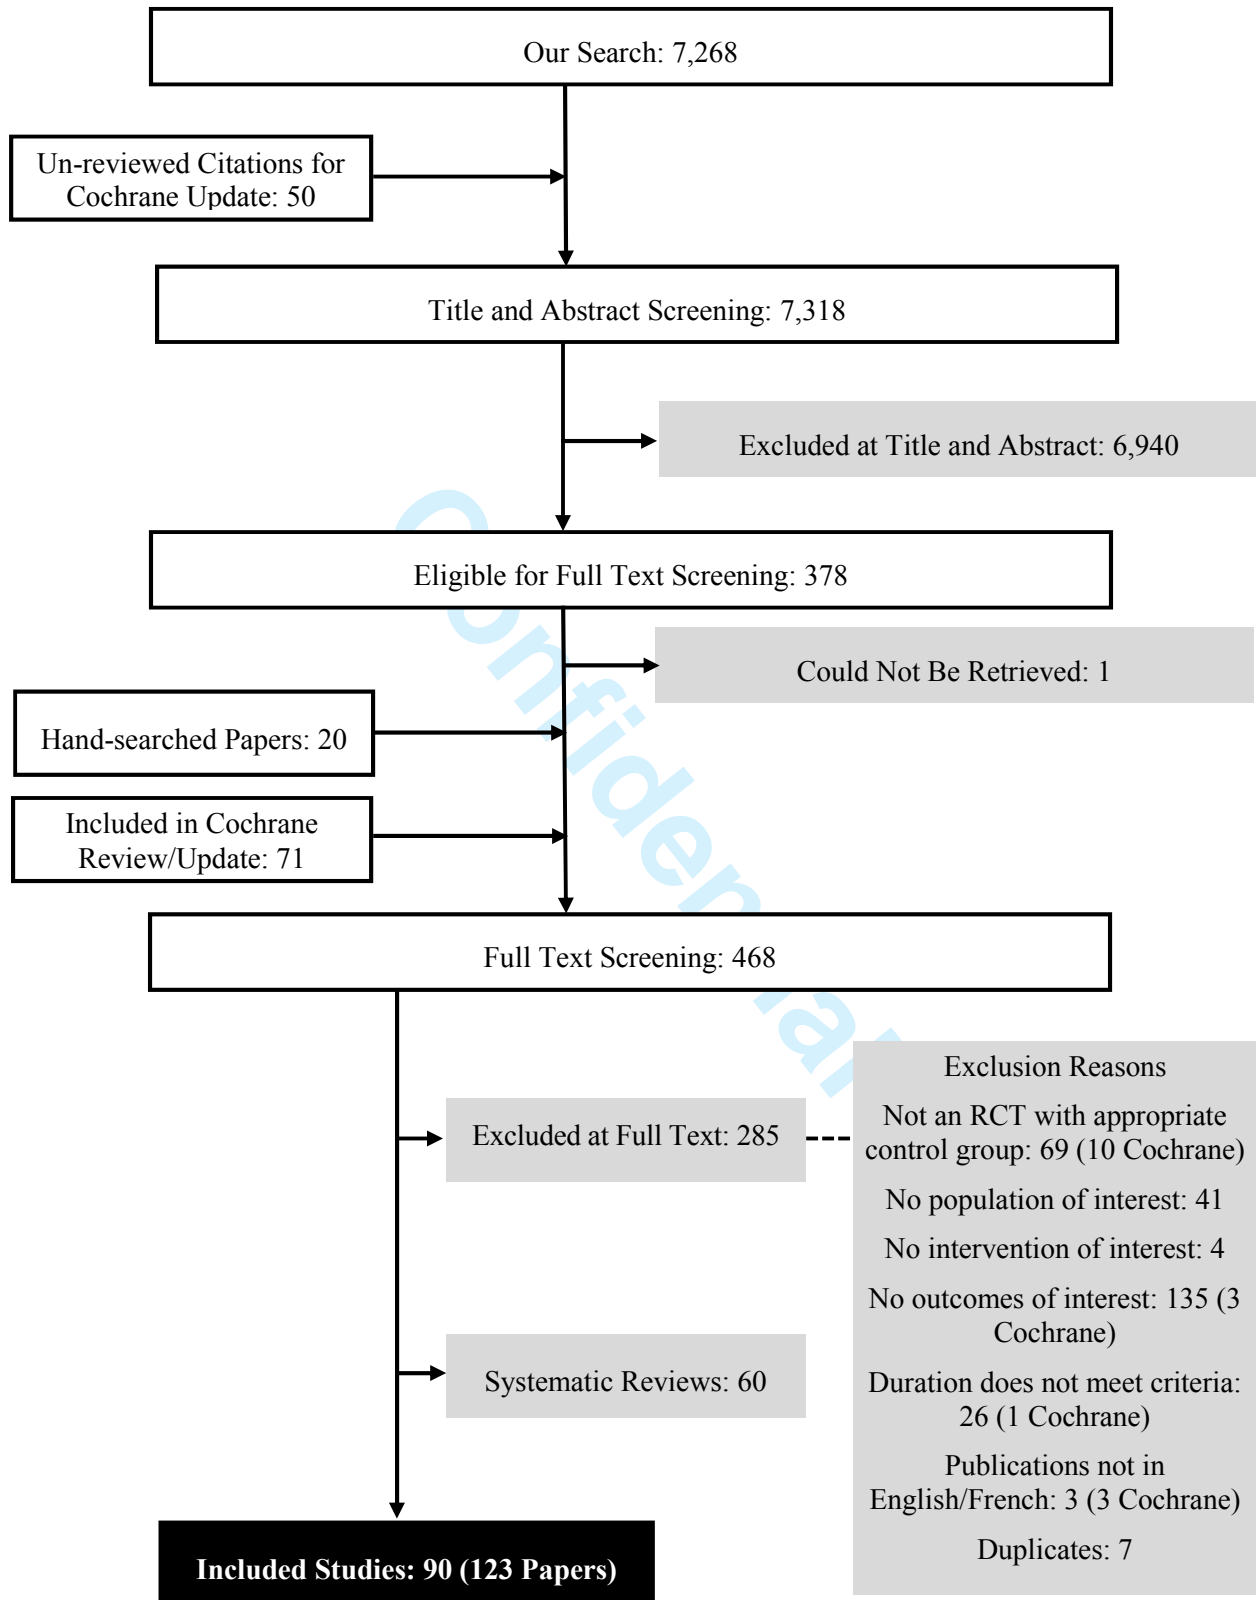 Our Search: 7,268
Un-reviewed Citations for
Cochrane Update: 50
Title and Abstract Screening: 7,318
Excluded at Title and Abstract: 6,940
Eligible for Full Text Screening: 378
Could Not Be Retrieved: 1
Hand-searched Papers: 20
Included in Cochrane
Review/Update: 71
Full Text Screening: 468
Excluded at Full Text: 285
Exclusion Reasons
Not an RCT with appropriate
control group: 69 (10 Cochrane)
No population of interest: 41
No intervention of interest: 4
No outcomes of interest: 135 (3
Cochrane)
Duration does not meet criteria:
26 (1 Cochrane)
Publications not in
English/French: 3 (3 Cochrane)
Duplicates: 7
Systematic Reviews: 60
Included Studies: 90 (123 Papers)
Confidential